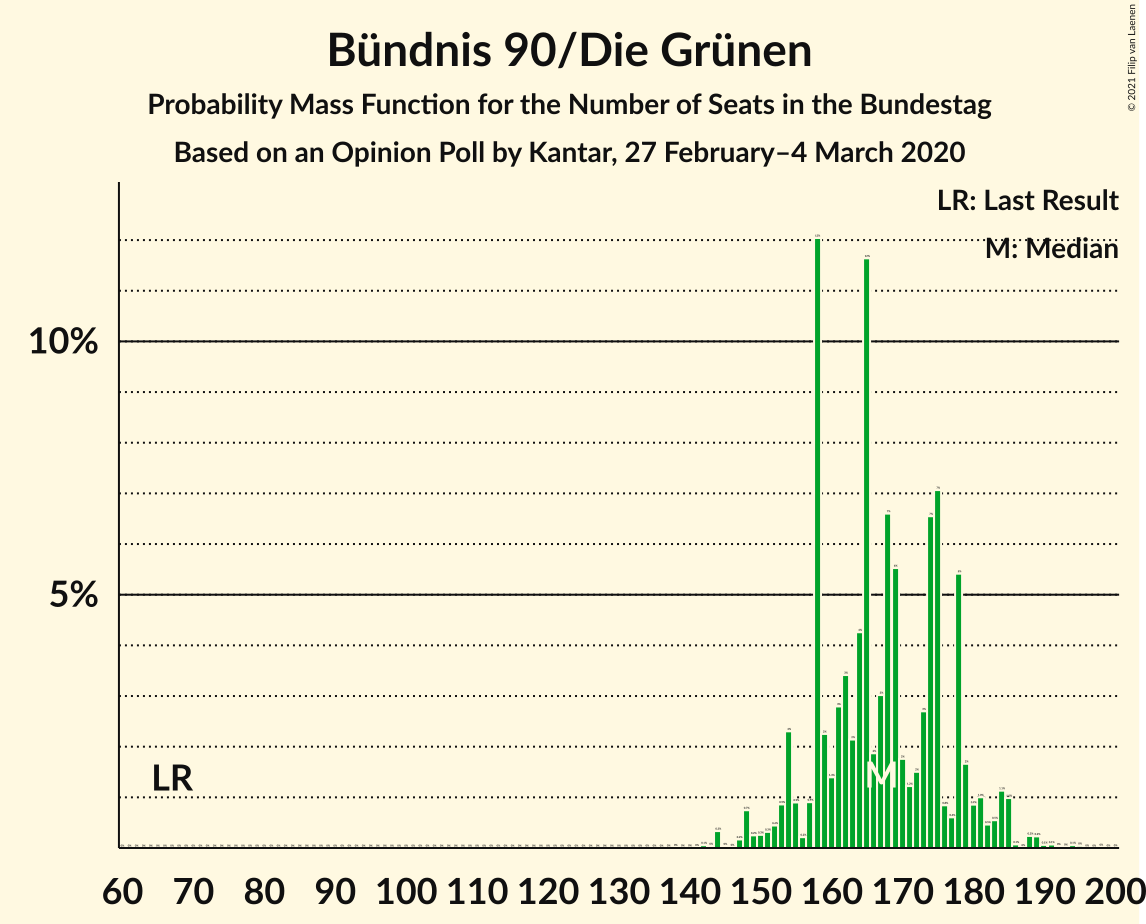 Bündnis 90/Die Grünen
Probability Mass Function for the Number of Seats in the Bundestag
Based on an Opinion Poll by Kantar, 27 February–4 March 2020
© 2021 Filip van Laenen
LR: Last Result
M: Median
10%
5%
LR
M
60 70 80 90 100 110 120 130 140 150 160 170 180 190 200